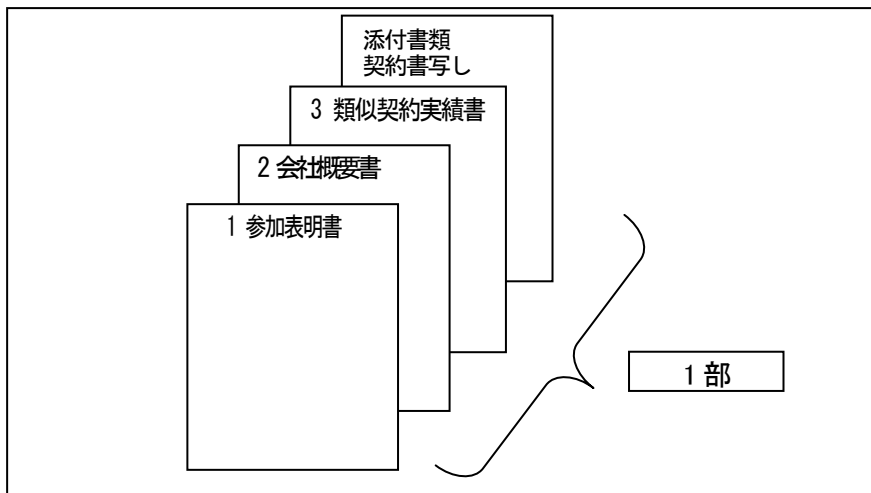 添付書類
契約書写し
3 類似契約実績書
2 会社概要書
1 参加表明書
1部